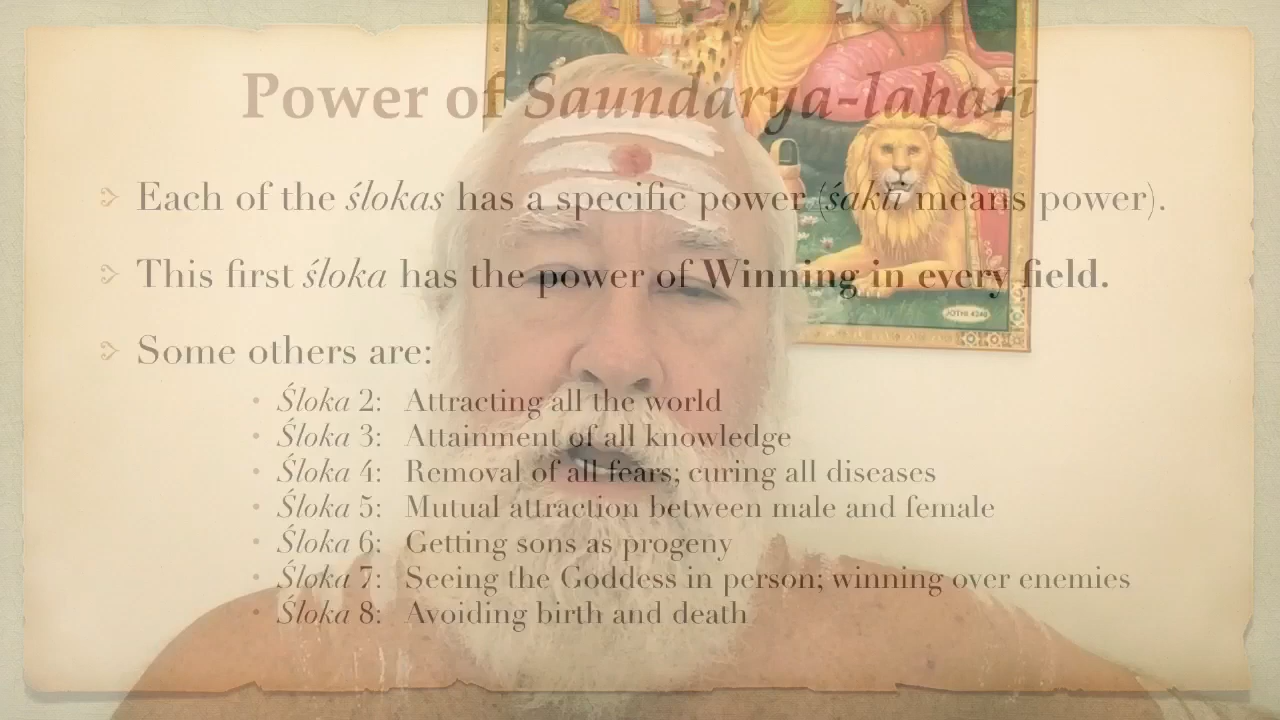 Power of Saundarya-laharī
Each of the ślokas has a specific power (śakti means power).
This first śloka has the power of Winning in every field.
Some others are:
Śloka 2: Attracting all the world
Śloka 3: Attainment of all knowledge
Śloka 4: Removal of all fears; curing all diseases
Śloka 5: Mutual attraction between male and female
Śloka 6: Getting sons as progeny
Śloka 7: Seeing the Goddess in person; winning over enemies
Śloka 8: Avoiding birth and death
JOTHI 4240